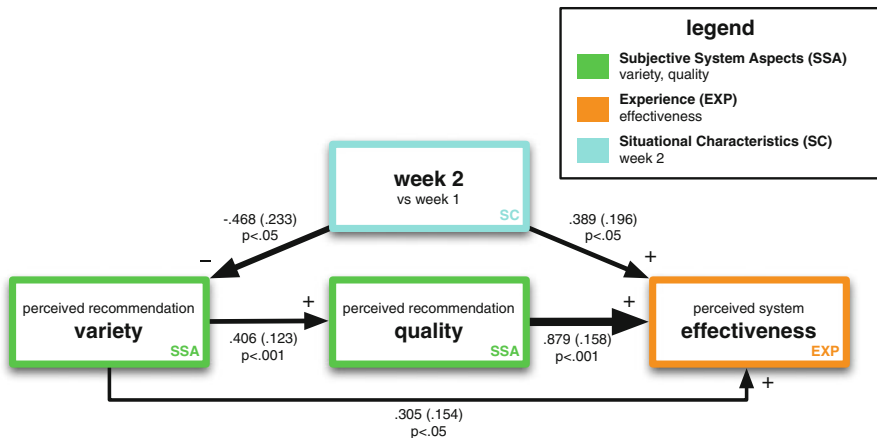 legend
Subjective System Aspects (SSA)
variety, quality
Experience (EXP)
effectiveness
Situational Characteristics (SC)
week 2
week 2
vs week 1
SC
-.468 (.233)
p<.05
.389 (.196)
p<.05
–
+
perceived recommendation
variety
SSA
+
.406 (.123)
p<.001
perceived recommendation
quality
SSA
+
.879 (.158)
p<.001
perceived system
effectiveness
EXP
+
.305 (.154)
p<.05